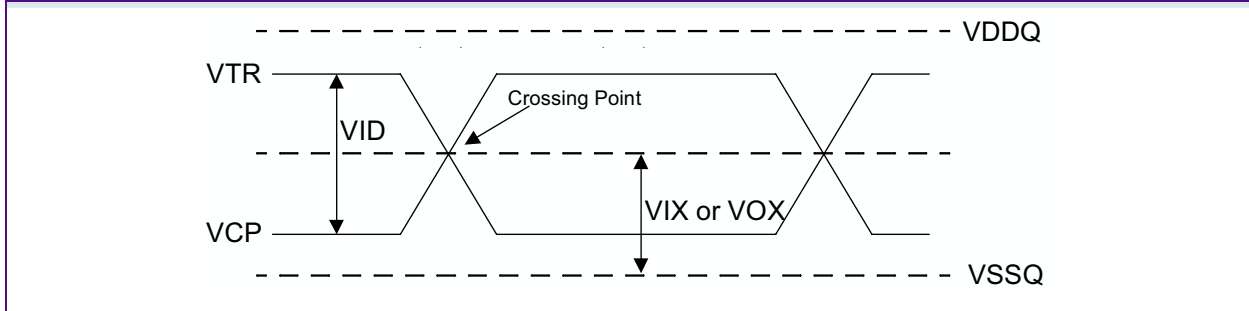 VDDQ
VTR
Crossing Point
VID
VIX or VOX
VCP
VSSQ